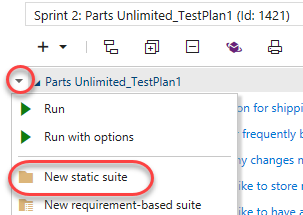 Sprint 2: Parts Unlimited_TestPlan1 (Id: 1421)
Parts Unlimited_TestPlan1
Run
on for shipp
Run with options
frequently b
ny changes m
New static suite
ike to store
New requirement-based suite
ike to have